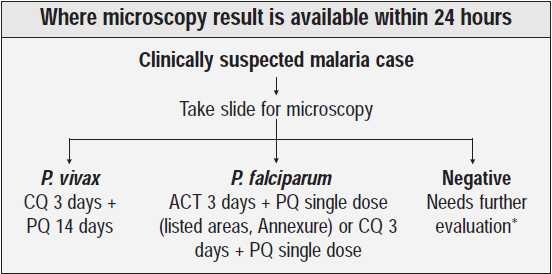 Where microscopy result is available within 24 hours
Clinically suspected malaria case
Take slide for microscopy
P. vivax
CQ 3 days +
PQ 14 days
P. falciparum
ACT 3 days + PQ single dose
(listed areas, Annexure) or CQ 3
days + PQ single dose
Negative
Needs further
evaluation*